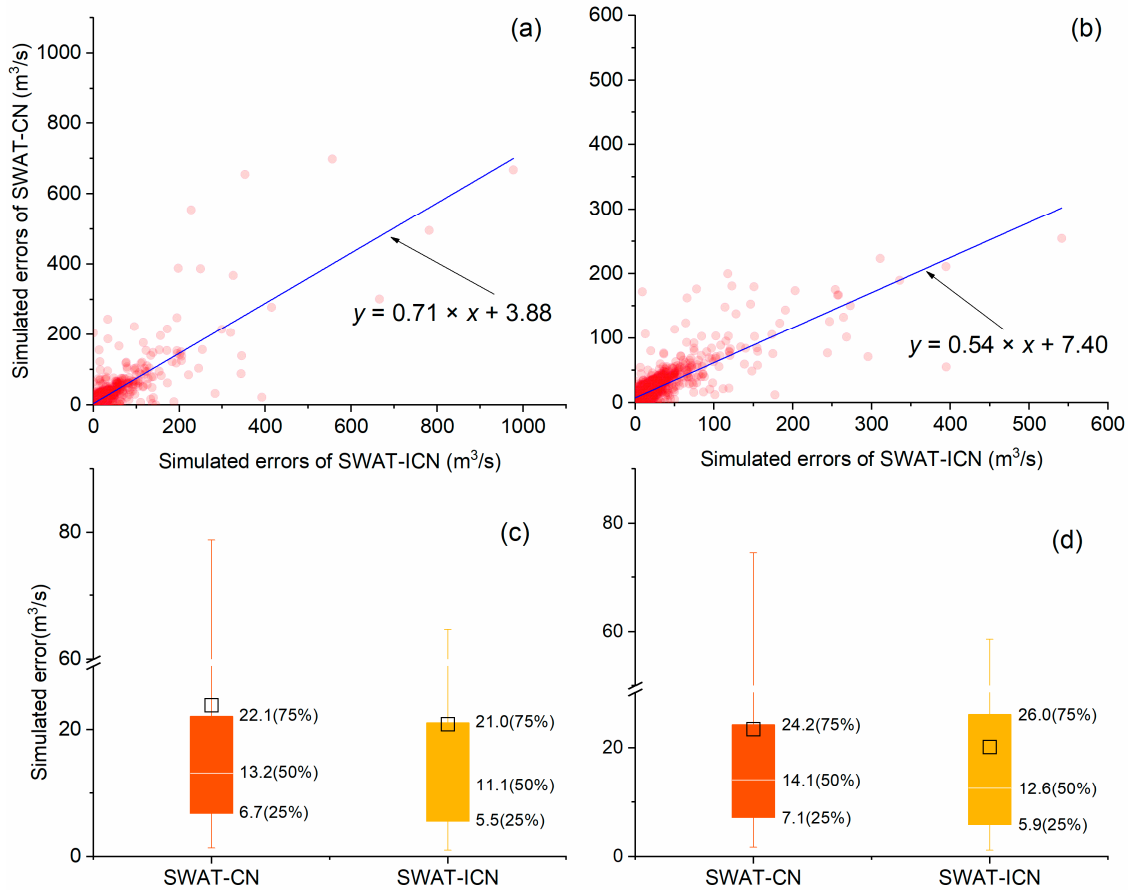 (a)
Simulated errors of SWAT-CN (m³/s)
1000
800
600
400
200
0
y = 0.71 × x + 3.88
0 200 400 600 800 1000
Simulated errors of SWAT-ICN (m³/s)
(b)
600
500
400
300
200
100
0
y = 0.54 × x + 7.40
0 100 200 300 400 500 600
Simulated errors of SWAT-ICN (m³/s)
(c)
Simulated error(m³/s)
80
60
20
0
22.1(75%)
13.2(50%)
6.7(25%)
21.0(75%)
11.1(50%)
5.5(25%)
SWAT-CN SWAT-ICN
(d)
80
60
20
0
24.2(75%)
14.1(50%)
7.1(25%)
26.0(75%)
12.6(50%)
5.9(25%)
SWAT-CN SWAT-ICN